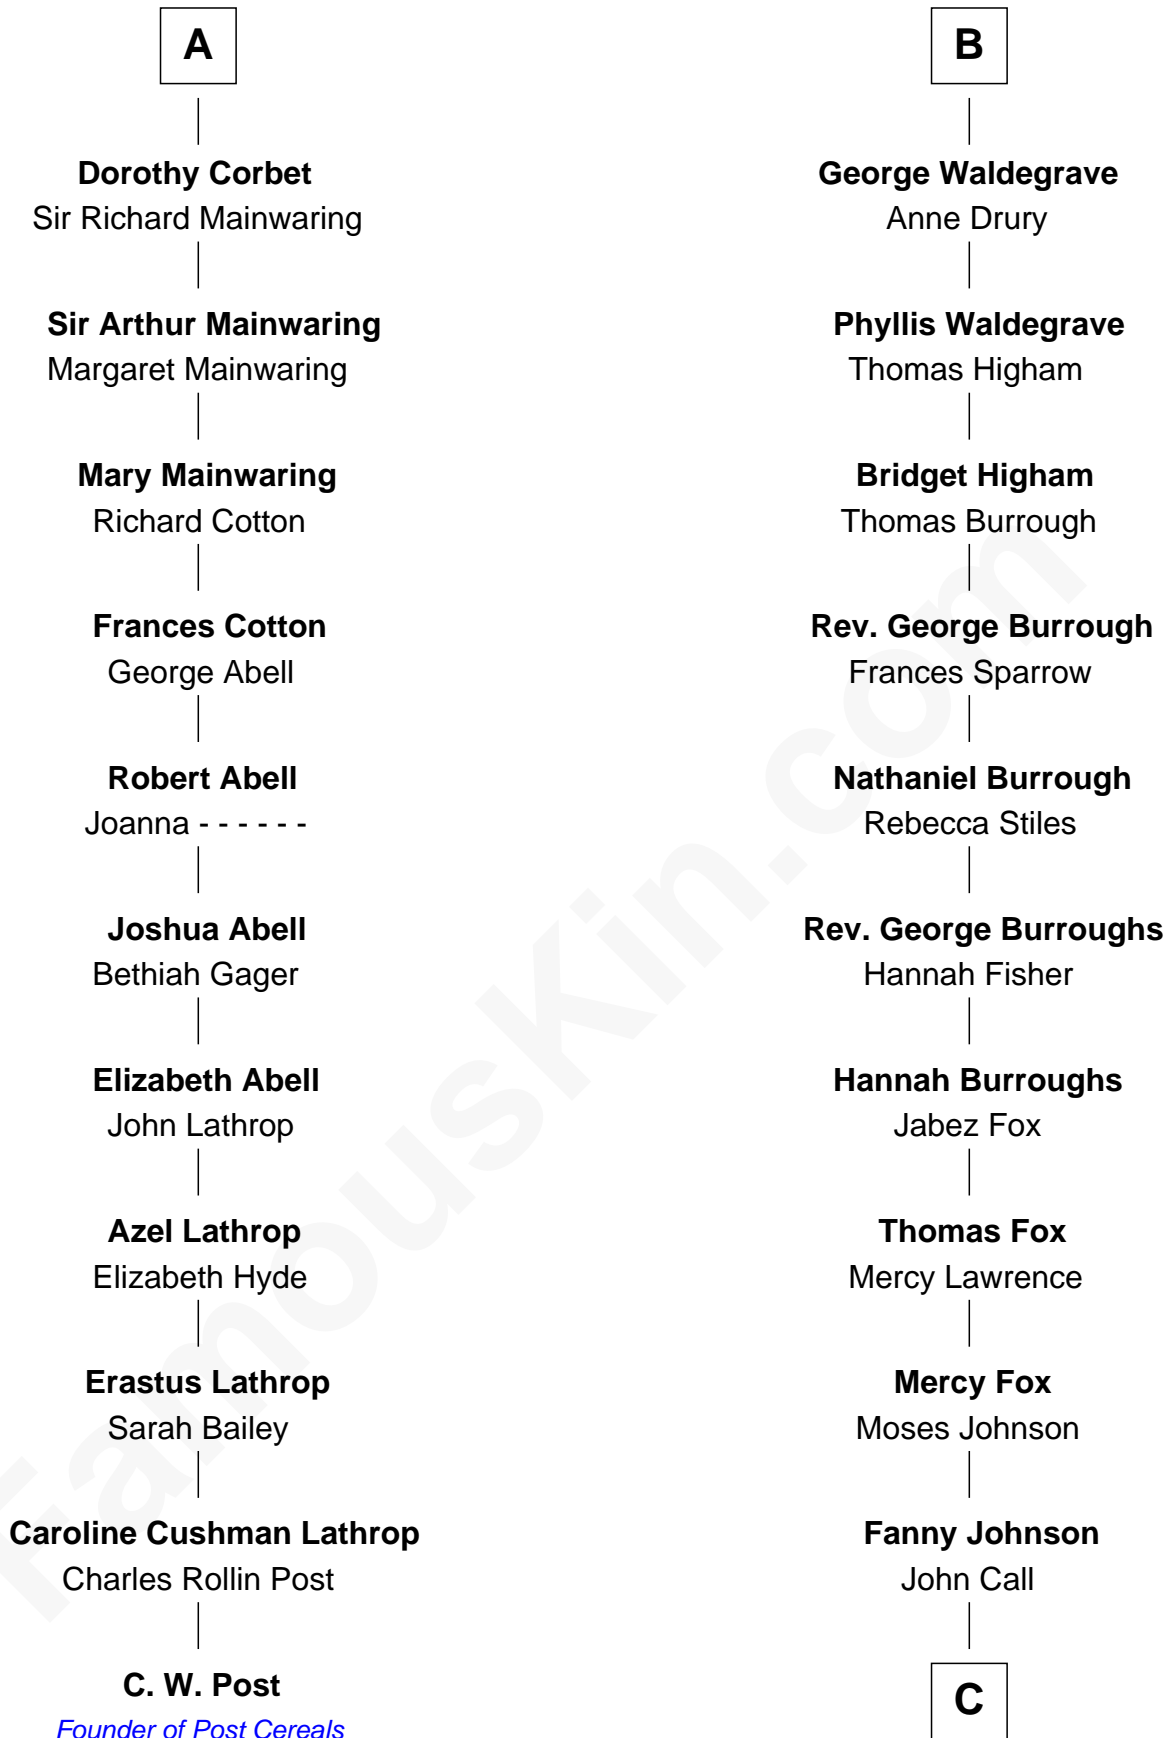 A
Dorothy Corbet
Sir Richard Mainwaring
Sir Arthur Mainwaring
Margaret Mainwaring
Mary Mainwaring
Richard Cotton
Frances Cotton
George Abell
Robert Abell
Joanna - - - - - -
Joshua Abell
Bethiah Gager
Elizabeth Abell
John Lathrop
Azel Lathrop
Elizabeth Hyde
Erastus Lathrop
Sarah Bailey
Caroline Cushman Lathrop
Charles Rollin Post
C. W. Post
Founder of Post Cereals
B
George Waldegrave
Anne Drury
Phyllis Waldegrave
Thomas Higham
Bridget Higham
Thomas Burrough
Rev. George Burrough
Frances Sparrow
Nathaniel Burrough
Rebecca Stiles
Rev. George Burroughs
Hannah Fisher
Hannah Burroughs
Jabez Fox
Thomas Fox
Mercy Lawrence
Mercy Fox
Moses Johnson
Fanny Johnson
John Call
C
FamousKin.com